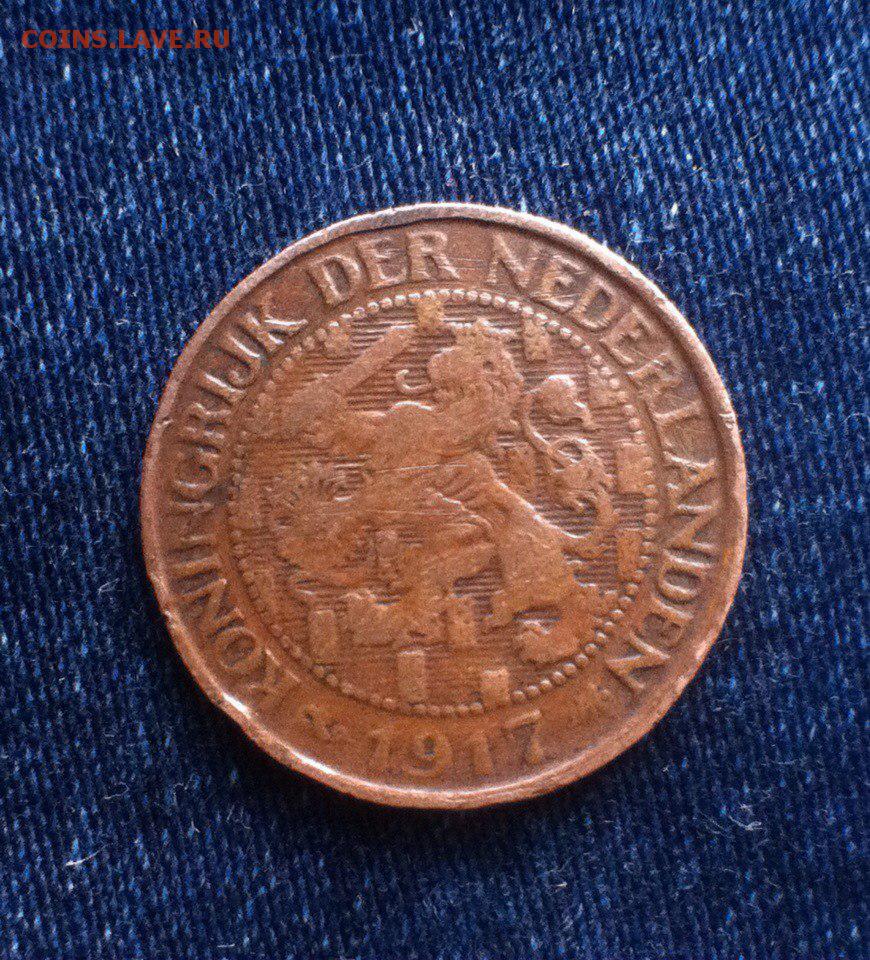 COINS.LAVE.RU
KONINGRIJK DER NEDERLANDEN
1917